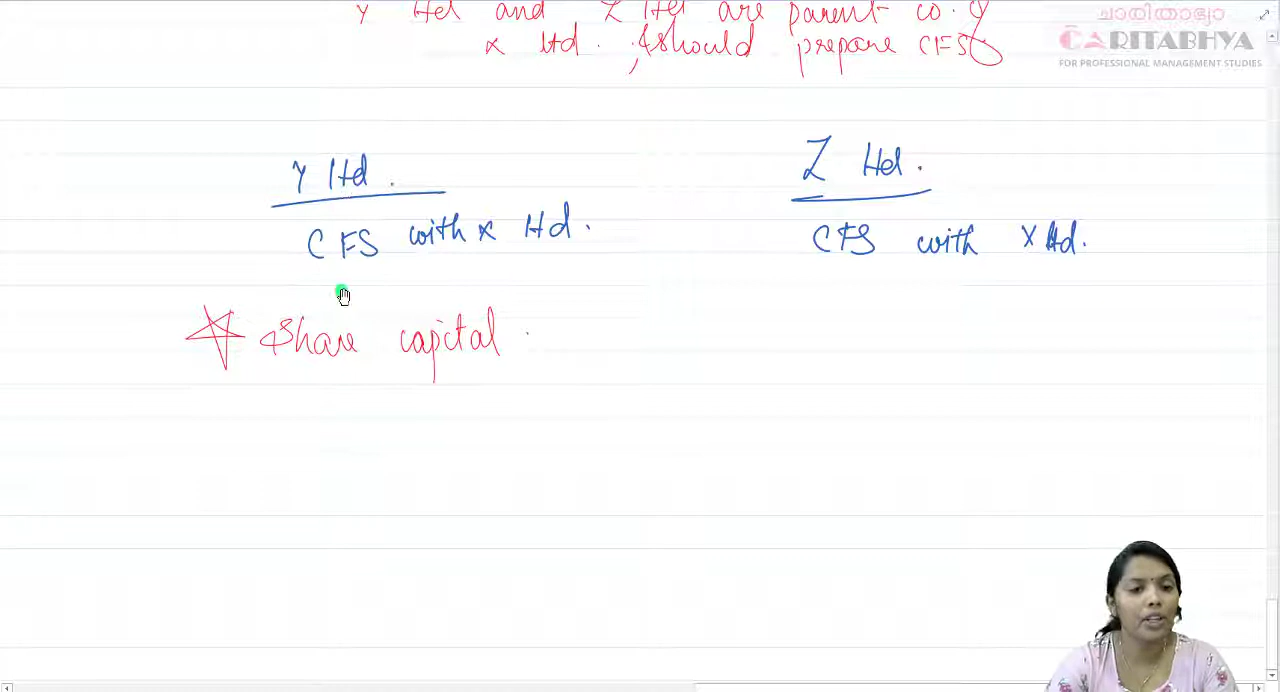 Y Ltd and Z Ltd are parent co. of
X Ltd. ; & should prepare CFS
ചാരിതാഭ്യാ
CARITABHYA
FOR PROFESSIONAL MANAGEMENT STUDIES
Y Ltd.
Z Ltd.
CFS with X Ltd.
CFS with X Ltd.
Share capital